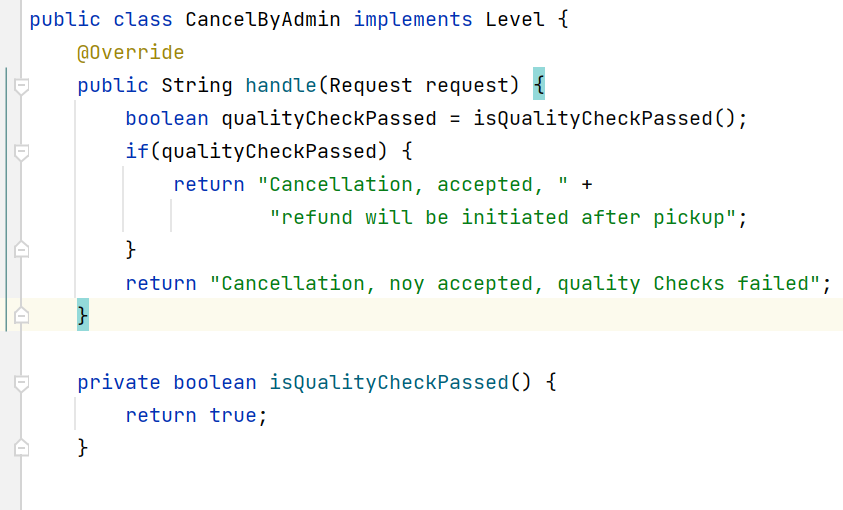 public class CancelByAdmin implements Level {
    @Override
    public String handle(Request request) {
        boolean qualityCheckPassed = isQualityCheckPassed();
        if(qualityCheckPassed) {
            return "Cancellation, accepted, " +
                    "refund will be initiated after pickup";
        }
        return "Cancellation, noy accepted, quality Checks failed";
    }
    private boolean isQualityCheckPassed() {
        return true;
    }